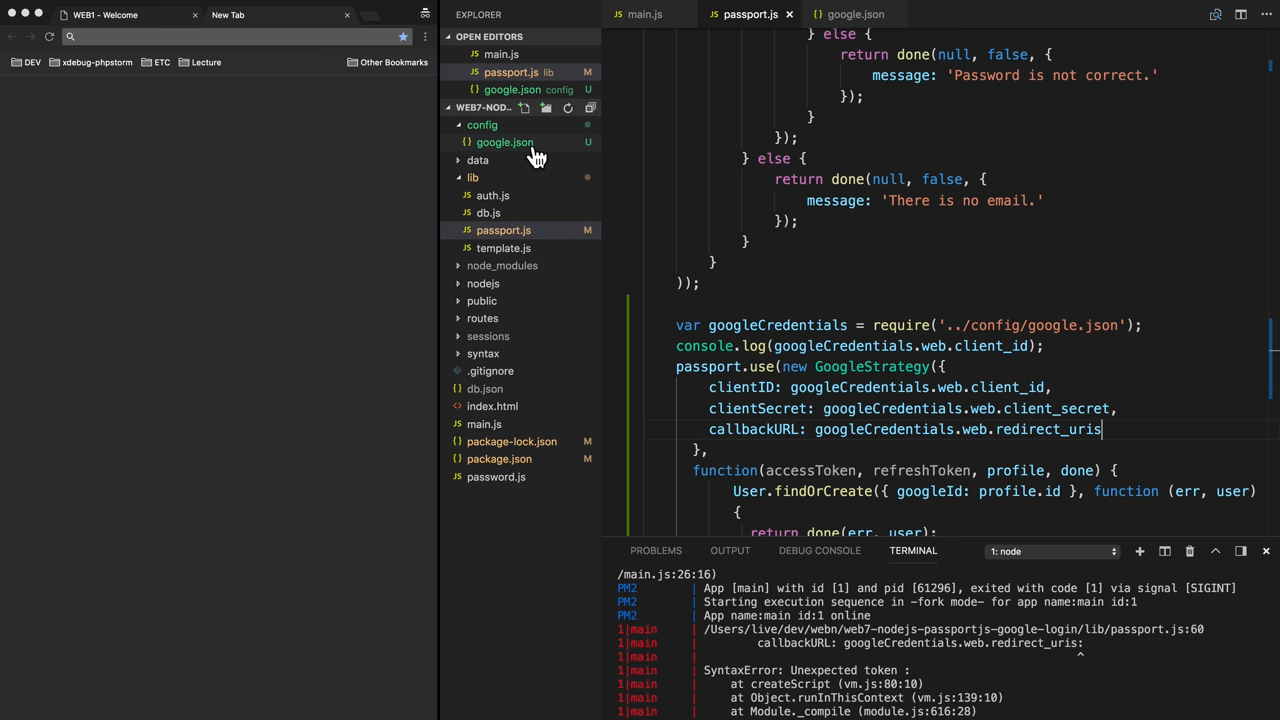 WEB1 - Welcome
New Tab
DEV
xdebug-phpstorm
ETC
Lecture
Other Bookmarks
EXPLORER
OPEN EDITORS
JS main.js
JS passport.js lib M
{} google.json config U
WEB7-NOD..
config
{} google.json U
data
lib
JS auth.js
JS db.js
JS passport.js M
JS template.js
node_modules
nodejs
public
routes
sessions
syntax
.gitignore
{} db.json
<> index.html
JS main.js
{} package-lock.json M
{} package.json M
JS password.js
JS main.js
JS passport.js
{} google.json
} else {
return done(null, false, {
message: 'Password is not correct.'
});
}
});
} else {
return done(null, false, {
message: 'There is no email.'
});
}
}
));
var googleCredentials = require('../config/google.json');
console.log(googleCredentials.web.client_id);
passport.use(new GoogleStrategy({
clientID: googleCredentials.web.client_id,
clientSecret: googleCredentials.web.client_secret,
callbackURL: googleCredentials.web.redirect_uris
},
function(accessToken, refreshToken, profile, done) {
User.findOrCreate({ googleId: profile.id }, function (err, user)
{
return done(err, user);
PROBLEMS
OUTPUT
DEBUG CONSOLE
TERMINAL
1: node
/main.js:26:16)
PM2 | App [main] with id [1] and pid [61296], exited with code [1] via signal [SIGINT]
PM2 | Starting execution sequence in -fork mode- for app name:main id:1
PM2 | App name:main id:1 online
1|main | /Users/live/dev/webn/web7-nodejs-passportjs-google-login/lib/passport.js:60
1|main | callbackURL: googleCredentials.web.redirect_uris:
1|main | ^
1|main | SyntaxError: Unexpected token :
1|main | at createScript (vm.js:80:10)
1|main | at Object.runInThisContext (vm.js:139:10)
1|main | at Module._compile (module.js:616:28)